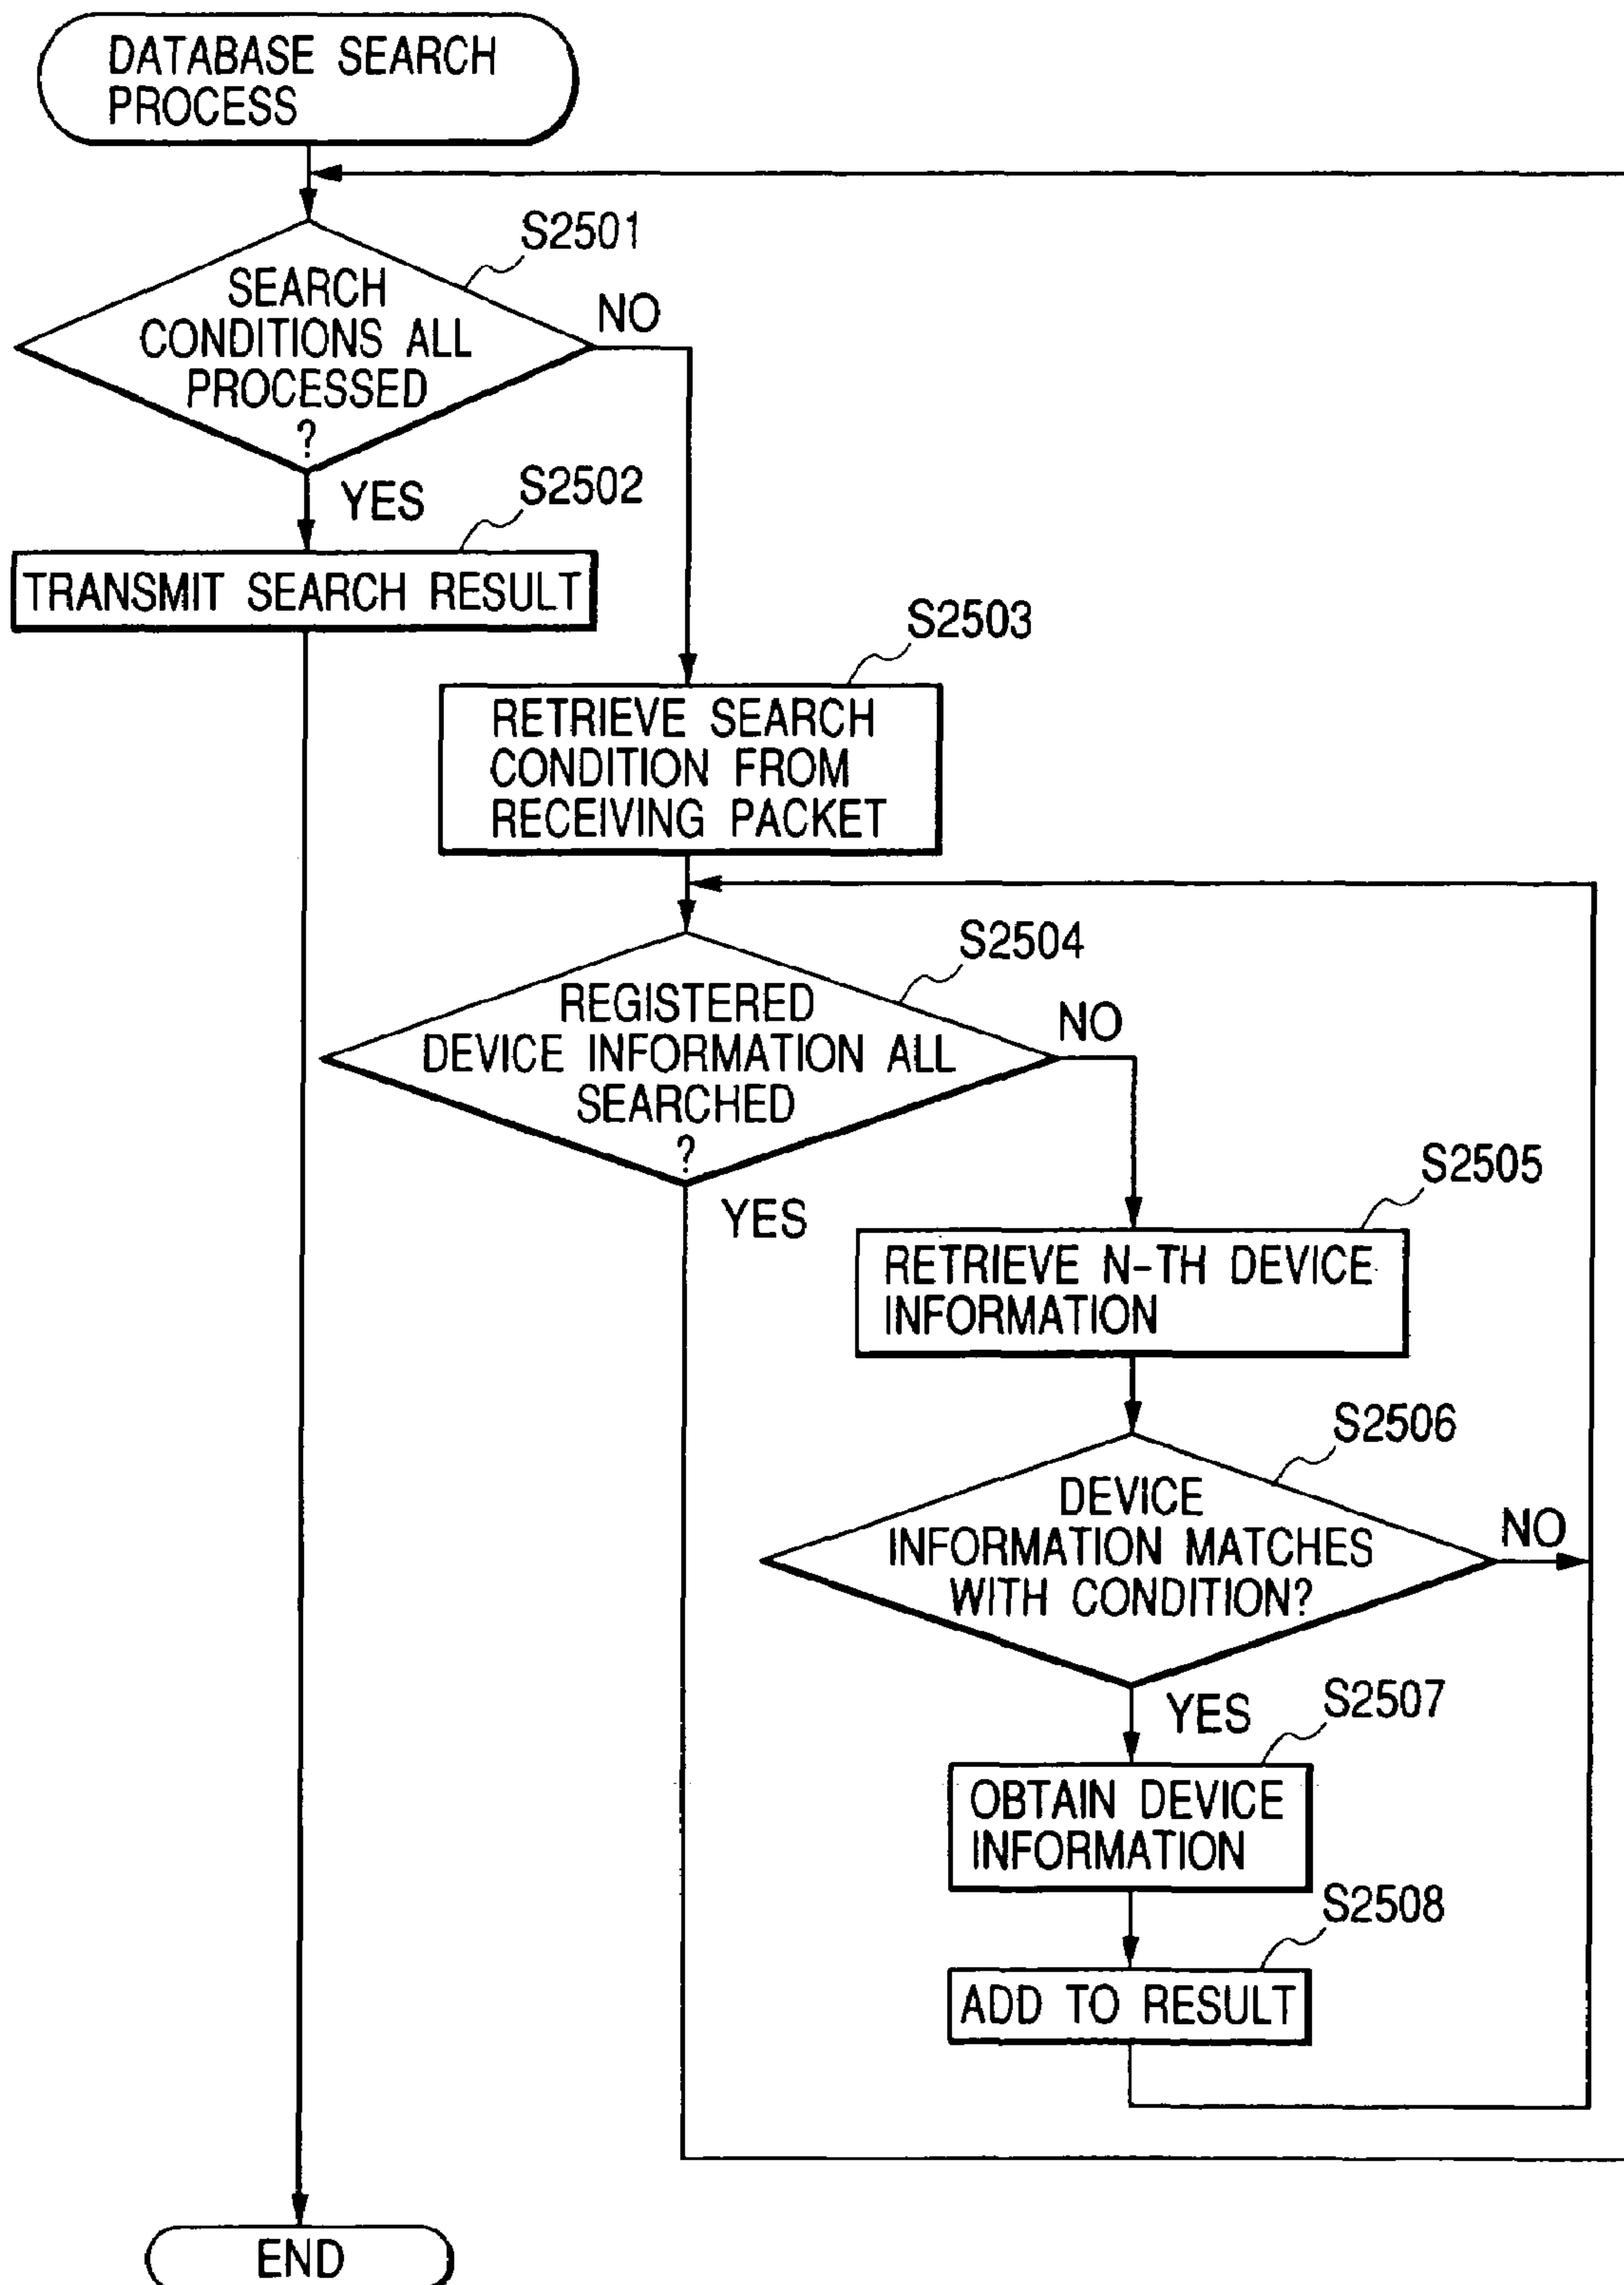 DATABASE SEARCH
PROCESS
S2501
SEARCH
CONDITIONS ALL
PROCESSED
?
NO
YES
S2502
TRANSMIT SEARCH RESULT
S2503
RETRIEVE SEARCH
CONDITION FROM
RECEIVING PACKET
S2504
REGISTERED
DEVICE INFORMATION ALL
SEARCHED
?
NO
YES
S2505
RETRIEVE N-TH DEVICE
INFORMATION
S2506
DEVICE
INFORMATION MATCHES
WITH CONDITION?
NO
YES
S2507
OBTAIN DEVICE
INFORMATION
S2508
ADD TO RESULT
END